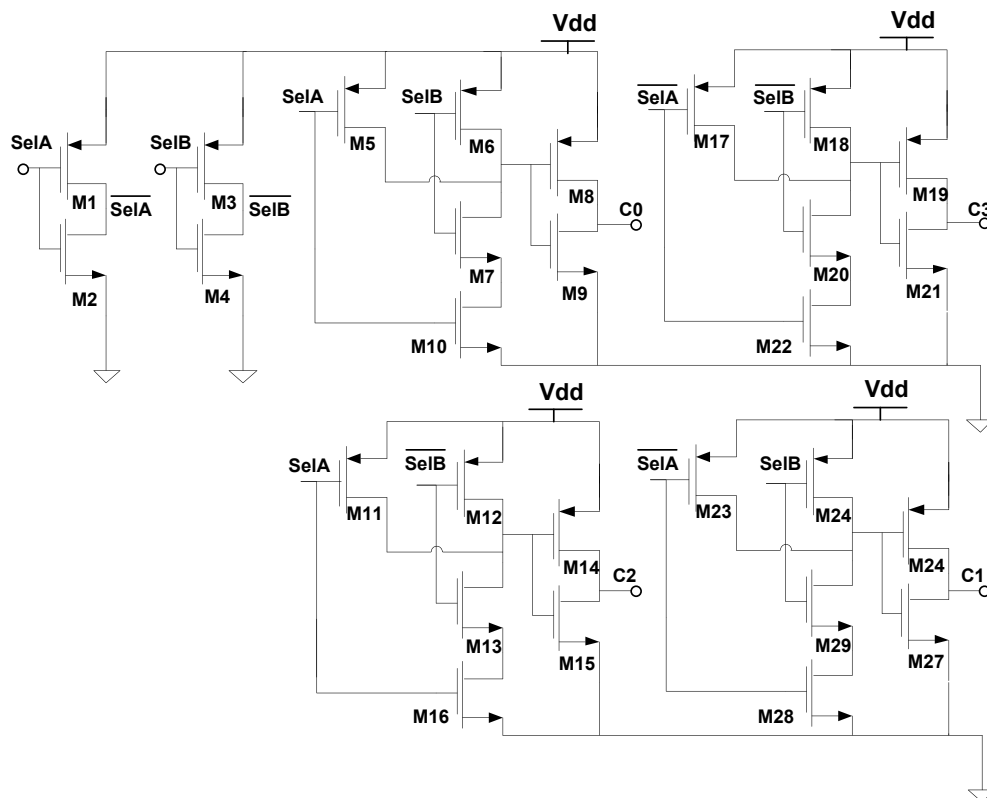 Vdd
Vdd
SelA
SelB
SelA
SelB
SelA
SelB
M5
M6
M17
M18
M1
SelA
M3
SelB
M8
M19
C0
C3
M2
M4
M7
M9
M20
M21
M10
M22
Vdd
Vdd
SelA
SelB
SelA
SelB
M11
M12
M23
M24
M14
M24
C2
C1
M13
M15
M29
M27
M16
M28